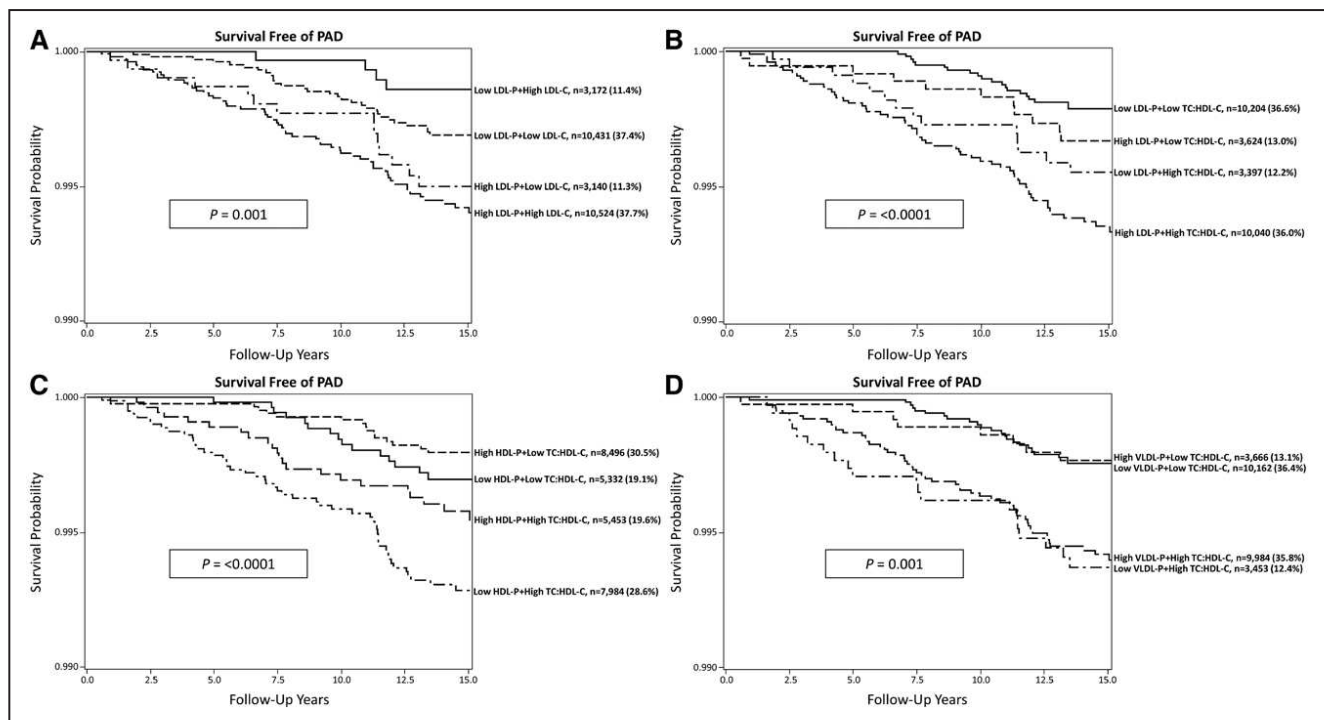 A
Survival Free of PAD
1.000
0.995
0.990
Survival Probability
Low LDL-P+High LDL-C, n=3,172 (11.4%)
Low LDL-P+Low LDL-C, n=10,431 (37.4%)
High LDL-P+Low LDL-C, n=3,140 (11.3%)
High LDL-P+High LDL-C, n=10,524 (37.7%)
P = 0.001
0.0 2.5 5.0 7.5 10.0 12.5 15.0
Follow-Up Years
B
Survival Free of PAD
1.000
0.995
0.990
Survival Probability
Low LDL-P+Low TC:HDL-C, n=10,204 (36.6%)
High LDL-P+Low TC:HDL-C, n=3,624 (13.0%)
Low LDL-P+High TC:HDL-C, n=3,397 (12.2%)
High LDL-P+High TC:HDL-C, n=10,040 (36.0%)
P = <0.0001
0.0 2.5 5.0 7.5 10.0 12.5 15.0
Follow-Up Years
C
Survival Free of PAD
1.000
0.995
0.990
Survival Probability
High HDL-P+Low TC:HDL-C, n=8,496 (30.5%)
Low HDL-P+Low TC:HDL-C, n=5,332 (19.1%)
High HDL-P+High TC:HDL-C, n=5,453 (19.6%)
Low HDL-P+High TC:HDL-C, n=7,984 (28.6%)
P = <0.0001
0.0 2.5 5.0 7.5 10.0 12.5 15.0
Follow-Up Years
D
Survival Free of PAD
1.000
0.995
0.990
Survival Probability
High VLDL-P+Low TC:HDL-C, n=3,666 (13.1%)
Low VLDL-P+Low TC:HDL-C, n=10,162 (36.4%)
High VLDL-P+High TC:HDL-C, n=9,984 (35.8%)
Low VLDL-P+High TC:HDL-C, n=3,453 (12.4%)
P = 0.001
0.0 2.5 5.0 7.5 10.0 12.5 15.0
Follow-Up Years